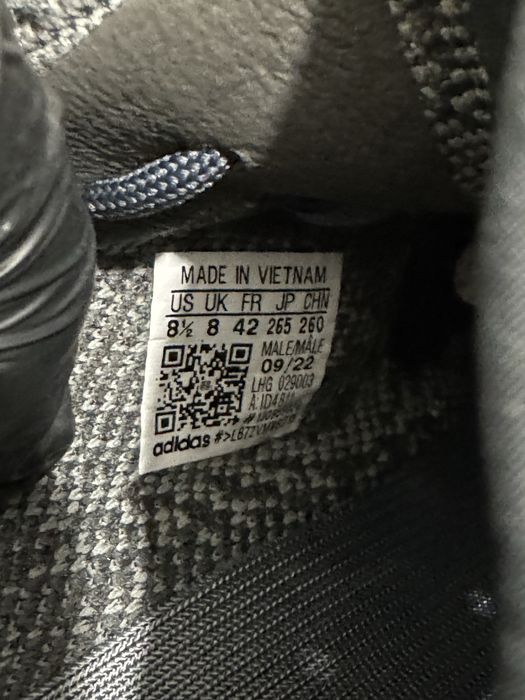 MADE IN VIETNAM
US UK FR JP CHN
8½ 8 42 265 260
MALE/MÂLE
09/22
LHG 029003
adidas